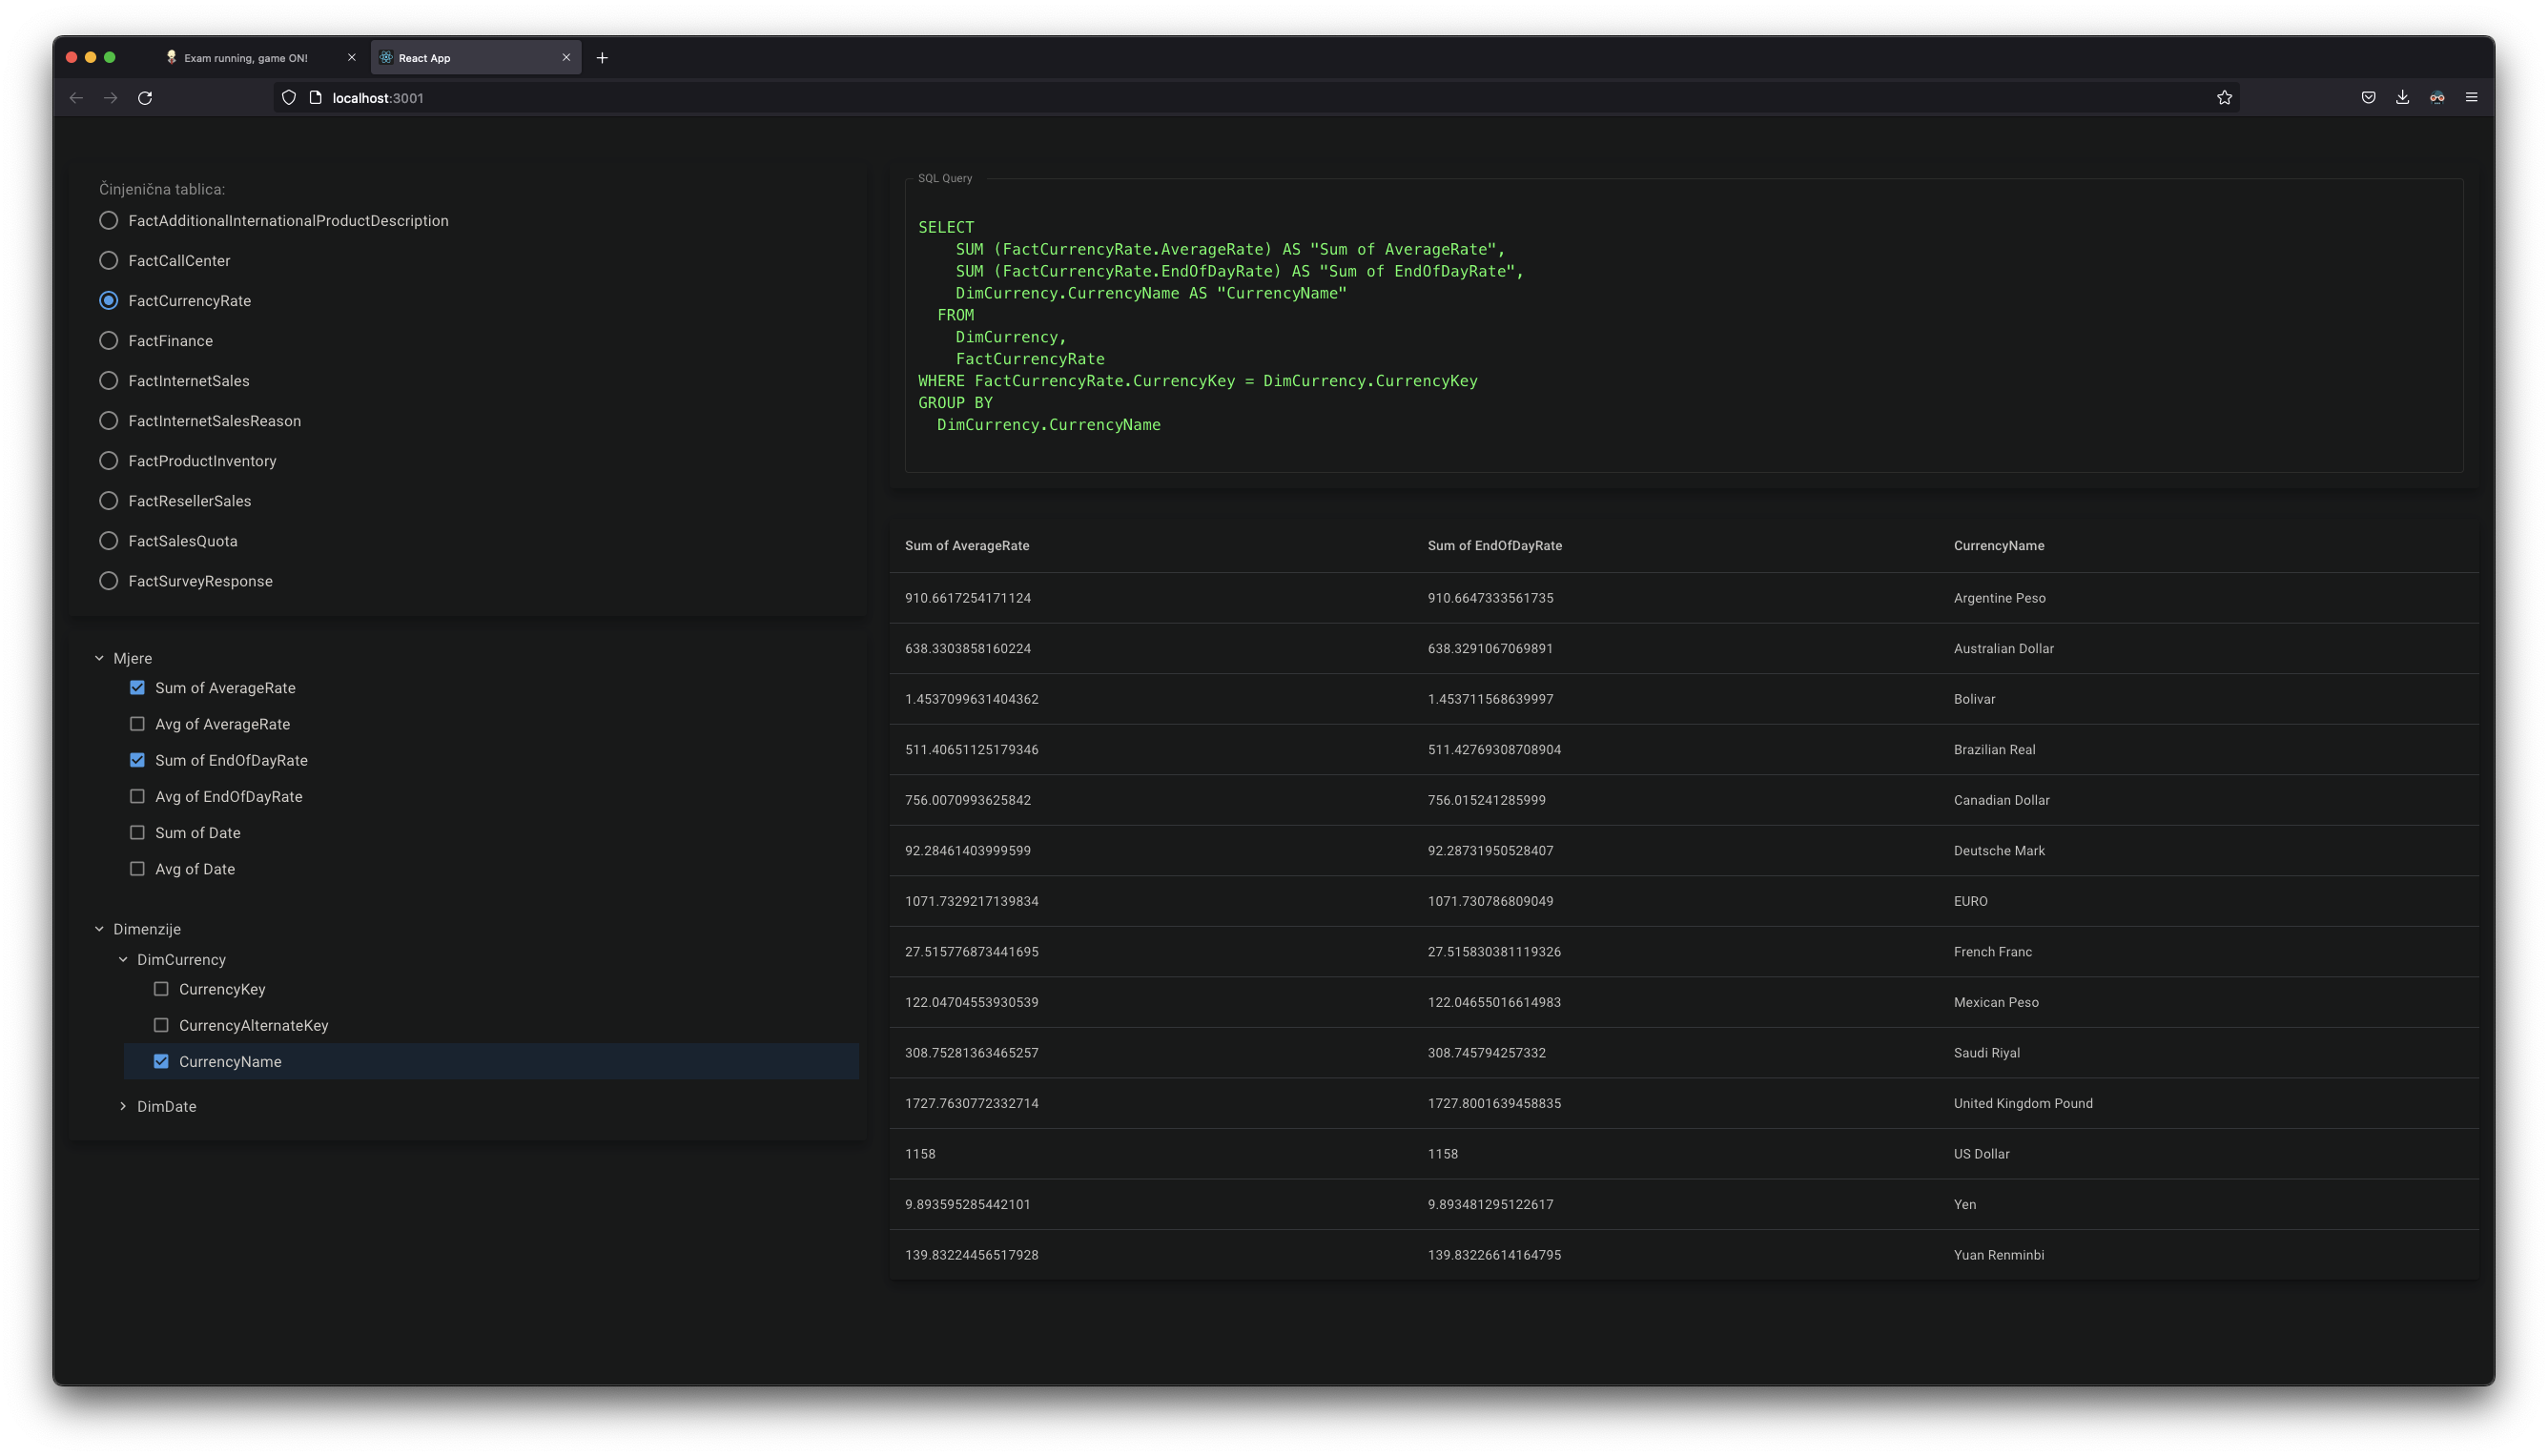 Exam running, game ON!
React App
localhost:3001
Činjenična tablica:
FactAdditionalInternationalProductDescription
FactCallCenter
FactCurrencyRate
FactFinance
FactInternetSales
FactInternetSalesReason
FactProductInventory
FactResellerSales
FactSalesQuota
FactSurveyResponse
Mjere
Sum of AverageRate
Avg of AverageRate
Sum of EndOfDayRate
Avg of EndOfDayRate
Sum of Date
Avg of Date
Dimenzije
DimCurrency
CurrencyKey
CurrencyAlternateKey
CurrencyName
DimDate
SQL Query
SELECT
SUM (FactCurrencyRate.AverageRate) AS "Sum of AverageRate",
SUM (FactCurrencyRate.EndOfDayRate) AS "Sum of EndOfDayRate",
DimCurrency.CurrencyName AS "CurrencyName"
FROM
DimCurrency,
FactCurrencyRate
WHERE FactCurrencyRate.CurrencyKey = DimCurrency.CurrencyKey
GROUP BY
DimCurrency.CurrencyName
Sum of AverageRate Sum of EndOfDayRate CurrencyName
910.6617254171124 910.6647333561735 Argentine Peso
638.3303858160224 638.3291067069891 Australian Dollar
1.4537099631404362 1.453711568639997 Bolivar
511.40651125179346 511.42769308708904 Brazilian Real
756.0070993625842 756.015241285999 Canadian Dollar
92.28461403999599 92.28731950528407 Deutsche Mark
1071.7329217139834 1071.730786809049 EURO
27.515776873441695 27.515830381119326 French Franc
122.04704553930539 122.04655016614983 Mexican Peso
308.75281363465257 308.745794257332 Saudi Riyal
1727.7630772332714 1727.8001639458835 United Kingdom Pound
1158 1158 US Dollar
9.893595285442101 9.893481295122617 Yen
139.83224456517928 139.83226614164795 Yuan Renminbi